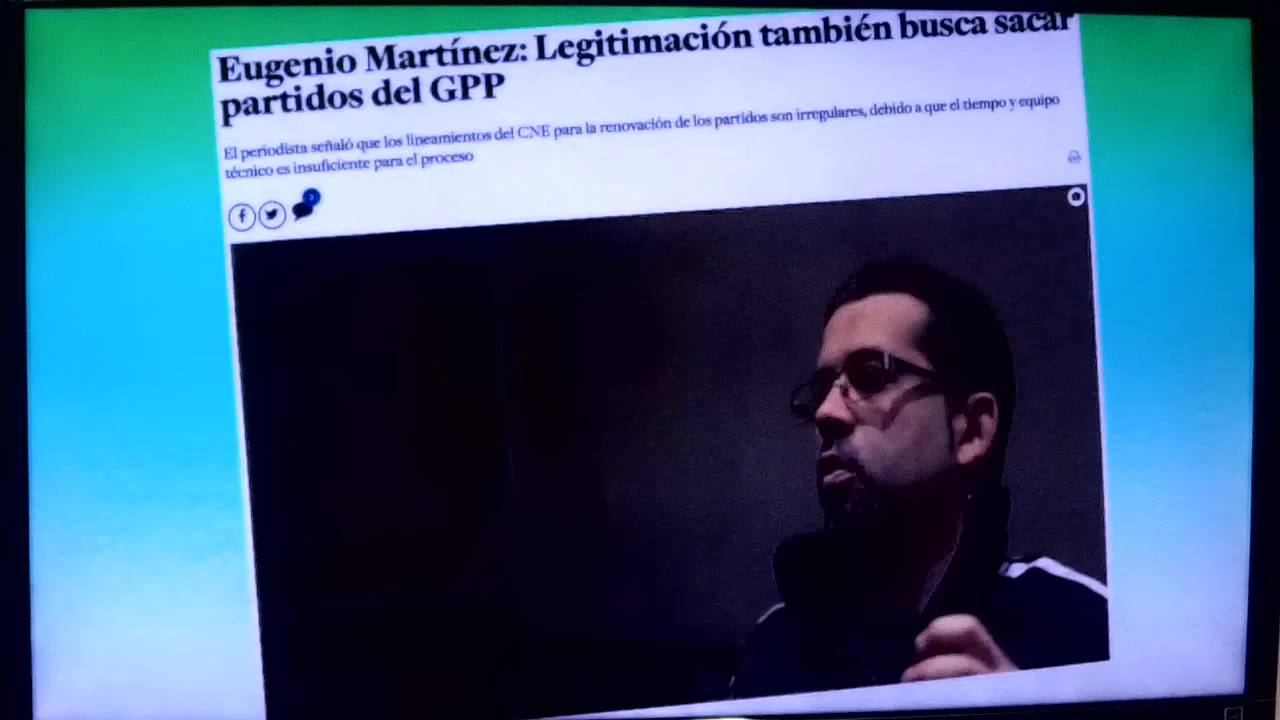 Eugenio Martínez: Legitimación también busca sacar
partidos del GPP
El periodista señaló que los lineamientos del CNE para la renovación de los partidos son irregulares, debido a que el tiempo y equipo
técnico es insuficiente para el proceso